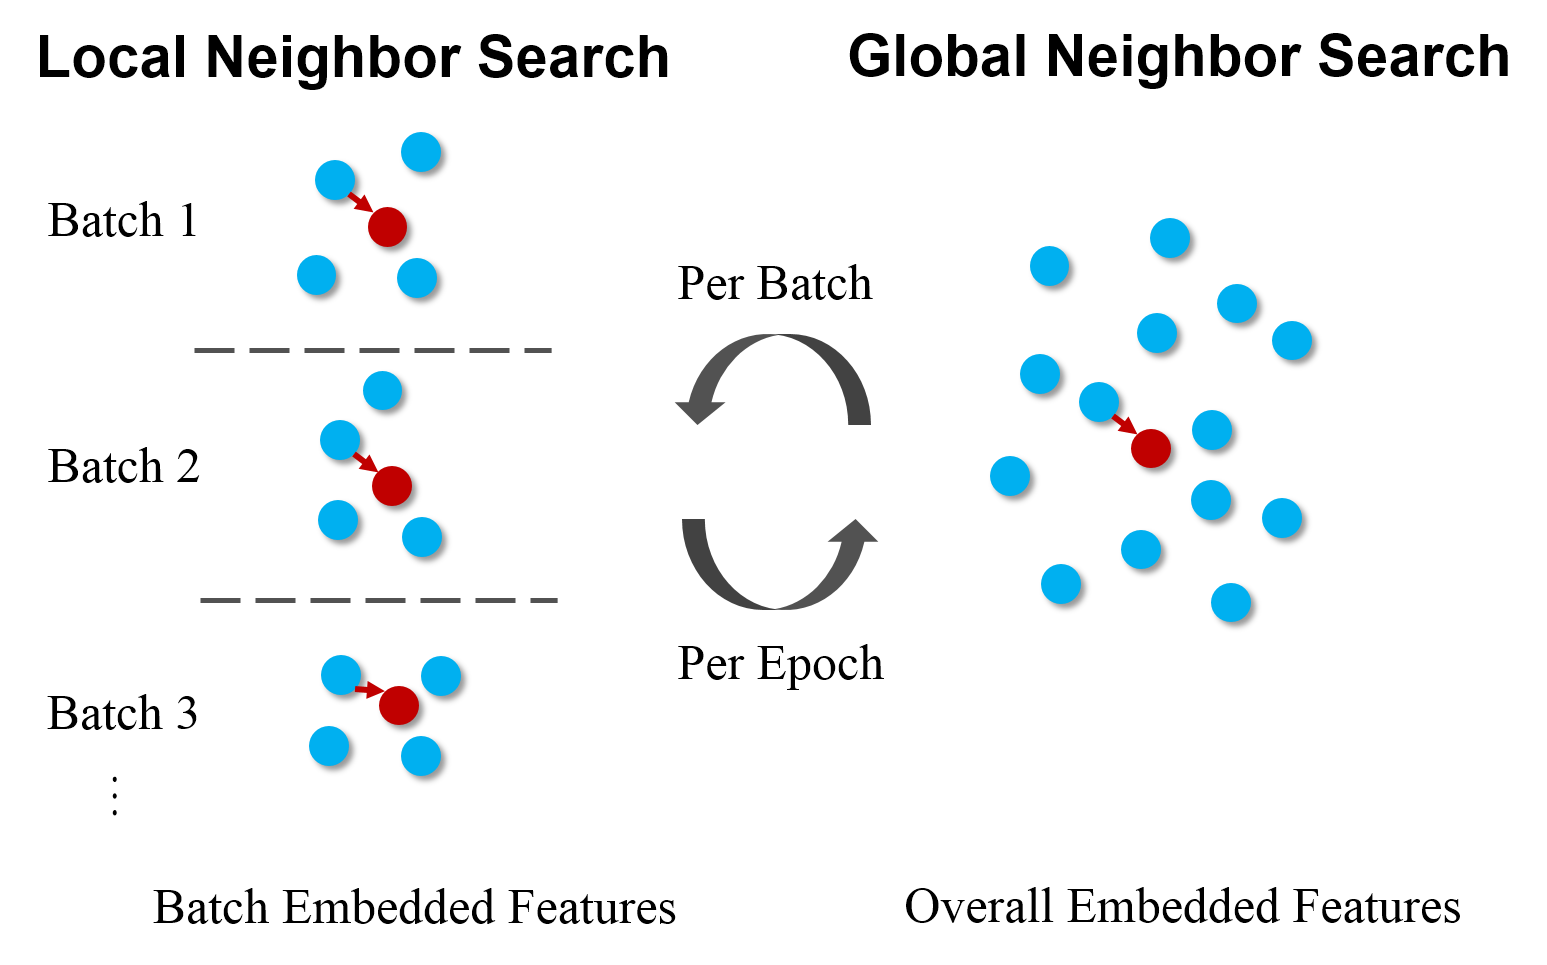 Local Neighbor Search
Global Neighbor Search
Batch 1
Per Batch
Batch 2
Per Epoch
Batch 3
⋮
Batch Embedded Features
Overall Embedded Features